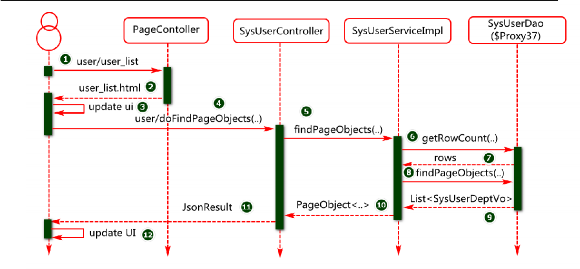 PageContoller
SysUserController
SysUserServiceImpl
SysUserDao
($Proxy37)
1 user/user_list
user_list.html 2
update ui 3
4
user/doFindPageObjects(..)
5
findPageObjects(..)
6 getRowCount(..)
rows 7
8 findPageObjects(..)
List<SysUserDeptVo>
9
PageObject<..> 10
JsonResult 11
update UI 12